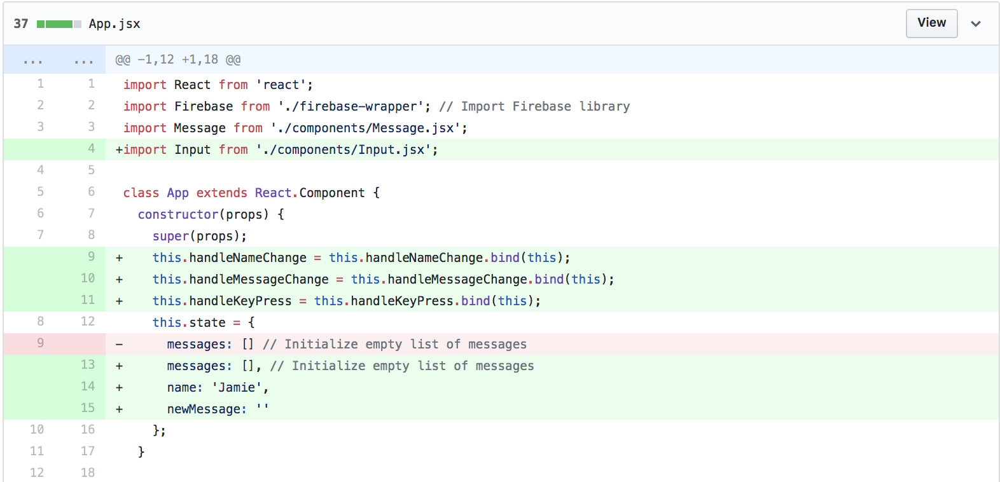 37 App.jsx View
... ... @@ -1,12 +1,18 @@
1 1 import React from 'react';
2 2 import Firebase from './firebase-wrapper'; // Import Firebase library
3 3 import Message from './components/Message.jsx';
4 +import Input from './components/Input.jsx';
4 5
5 6 class App extends React.Component {
6 7 constructor(props) {
7 8 super(props);
9 + this.handleNameChange = this.handleNameChange.bind(this);
10 + this.handleMessageChange = this.handleMessageChange.bind(this);
11 + this.handleKeyPress = this.handleKeyPress.bind(this);
8 12 this.state = {
9 - messages: [] // Initialize empty list of messages
13 + messages: [], // Initialize empty list of messages
14 + name: 'Jamie',
15 + newMessage: ''
10 16 };
11 17 }
12 18